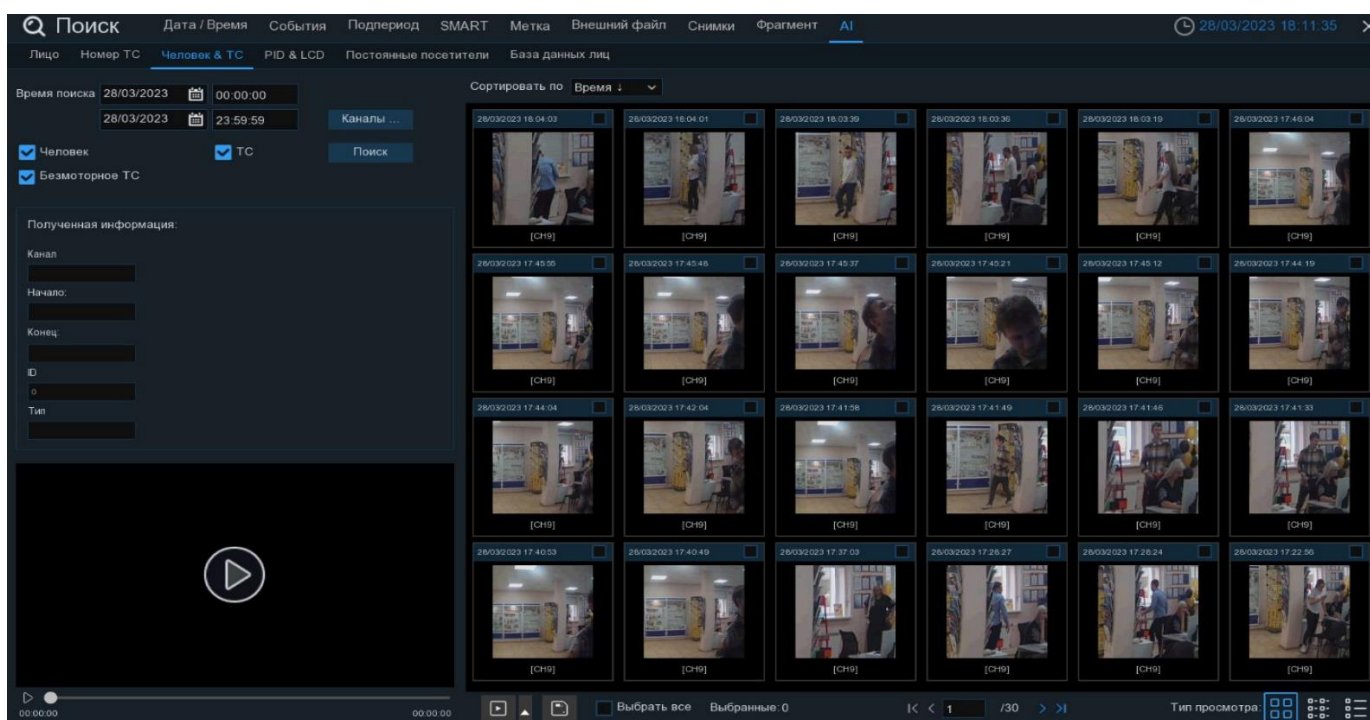 Поиск Дата / Время События Подпериод SMART Метка Внешний файл Снимки Фрагмент AI 28/03/2023 18:11:35
Лицо Номер ТС Человек & ТС PID & LCD Постоянные посетители База данных лиц
Время поиска 28/03/2023 00:00:00
28/03/2023 23:59:59 Каналы ...
Человек ТС Поиск
Безмоторное ТС
Полученная информация:
Канал
Начало:
Конец:
ID
0
Тип
00:00:00 00:00:00
Сортировать по Время ↓
28/03/2023 18:04:03 28/03/2023 18:04:01 28/03/2023 18:03:39 28/03/2023 18:03:36 28/03/2023 18:03:19 28/03/2023 17:46:04
[CH9] [CH9] [CH9] [CH9] [CH9] [CH9]
28/03/2023 17:45:55 28/03/2023 17:45:46 28/03/2023 17:45:37 28/03/2023 17:45:21 28/03/2023 17:45:12 28/03/2023 17:44:19
[CH9] [CH9] [CH9] [CH9] [CH9] [CH9]
28/03/2023 17:44:04 28/03/2023 17:42:04 28/03/2023 17:41:58 28/03/2023 17:41:49 28/03/2023 17:41:46 28/03/2023 17:41:33
[CH9] [CH9] [CH9] [CH9] [CH9] [CH9]
28/03/2023 17:40:53 28/03/2023 17:40:49 28/03/2023 17:37:03 28/03/2023 17:28:27 28/03/2023 17:28:24 28/03/2023 17:22:56
[CH9] [CH9] [CH9] [CH9] [CH9] [CH9]
Выбрать все Выбранные: 0 1 /30 Тип просмотра: